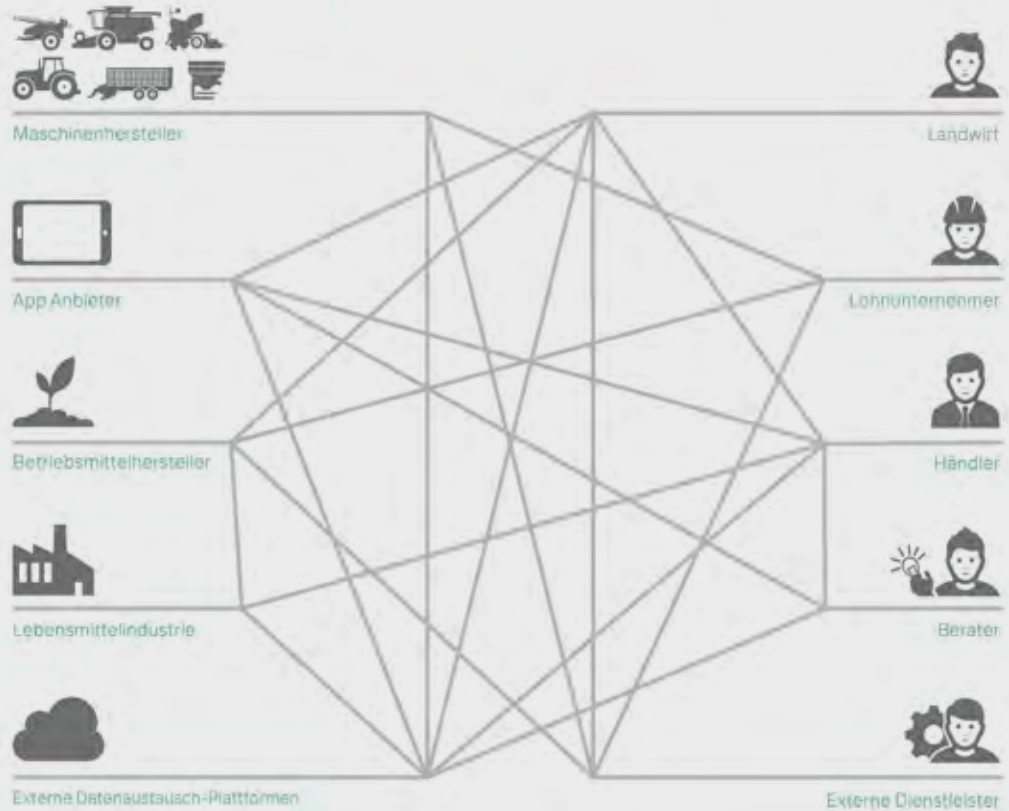 Maschinenhersteller
Landwirt
App Anbieter
Lohnunternehmer
Betriebsmittelhersteller
Händler
Lebensmittelindustrie
Berater
Externe Datenaustausch-Plattformen
Externe Dienstleister